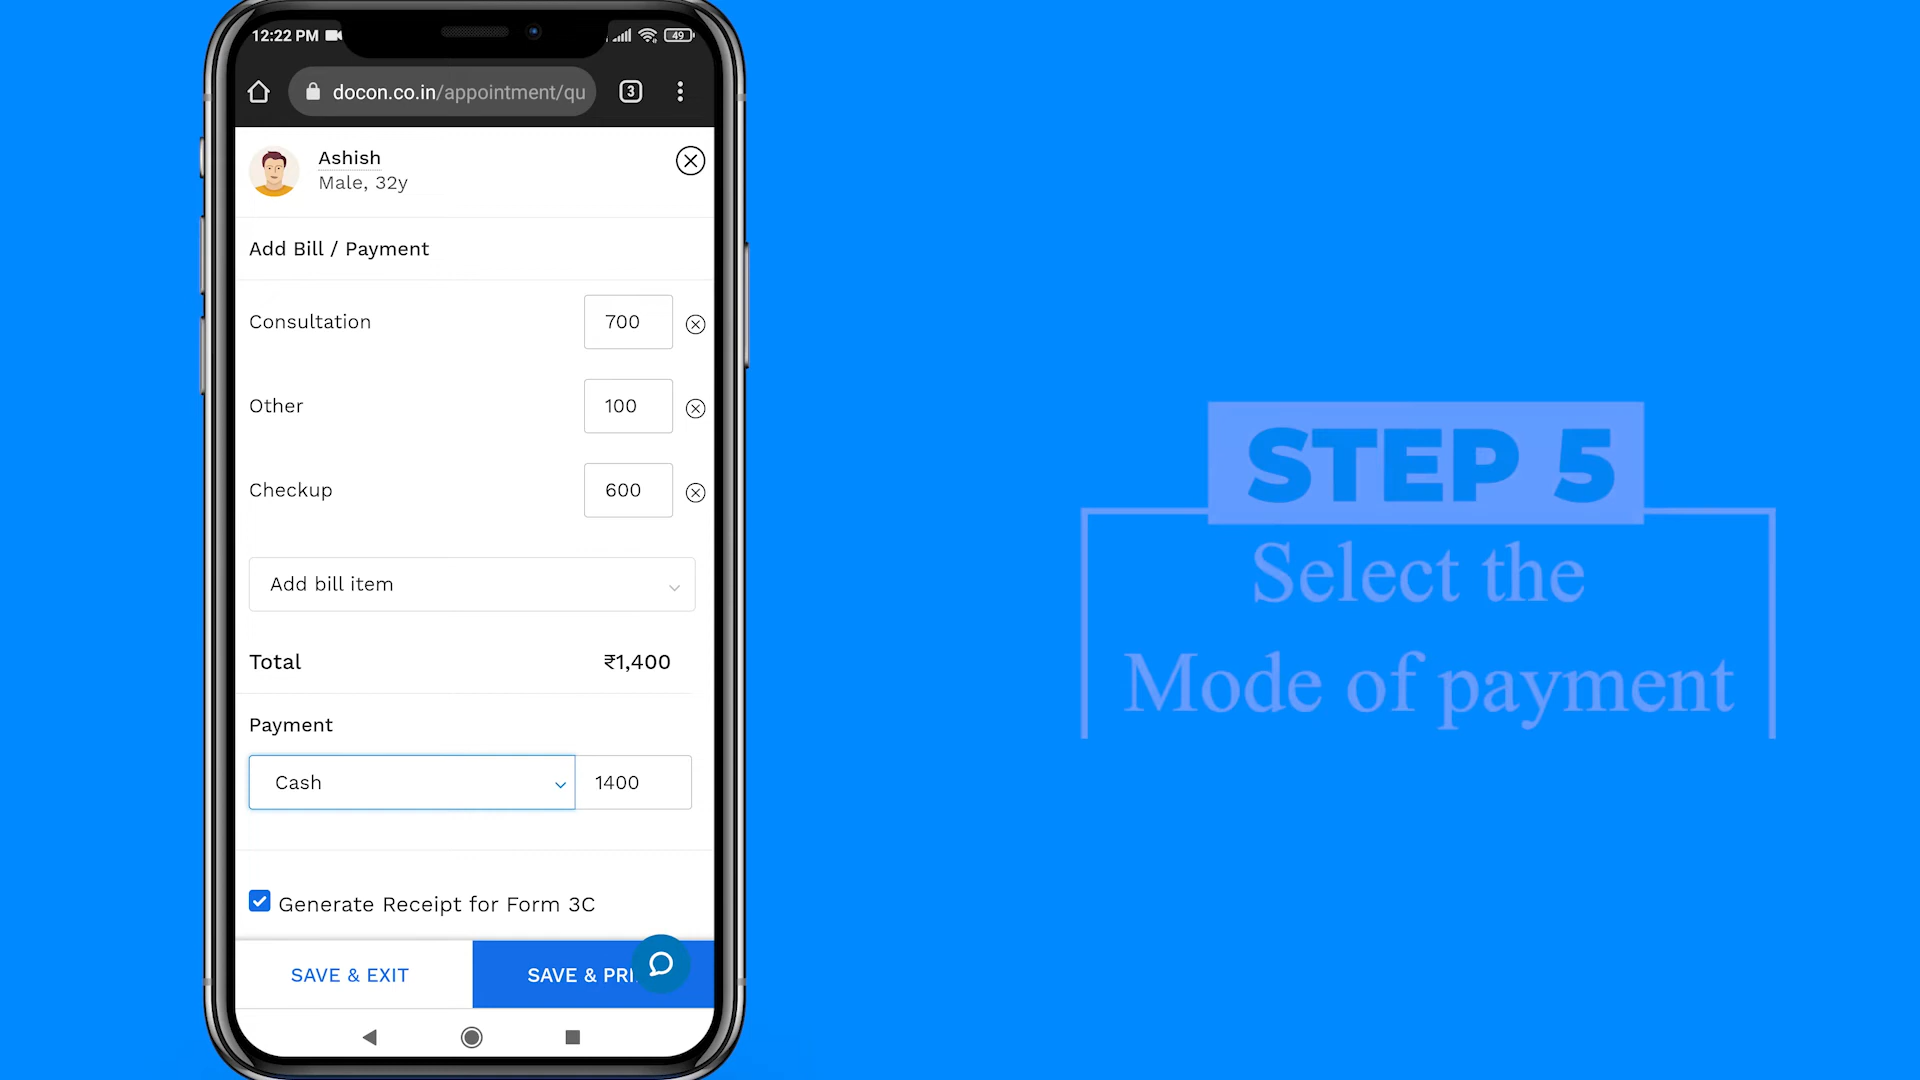 12:22 PM
49
docon.co.in/appointment/qu
3
Ashish
Male, 32y
Add Bill / Payment
Consultation 700
Other 100
Checkup 600
Add bill item
Total ₹1,400
Payment
Cash 1400
Generate Receipt for Form 3C
SAVE & EXIT
SAVE & PRI
STEP 5
Select the
Mode of payment